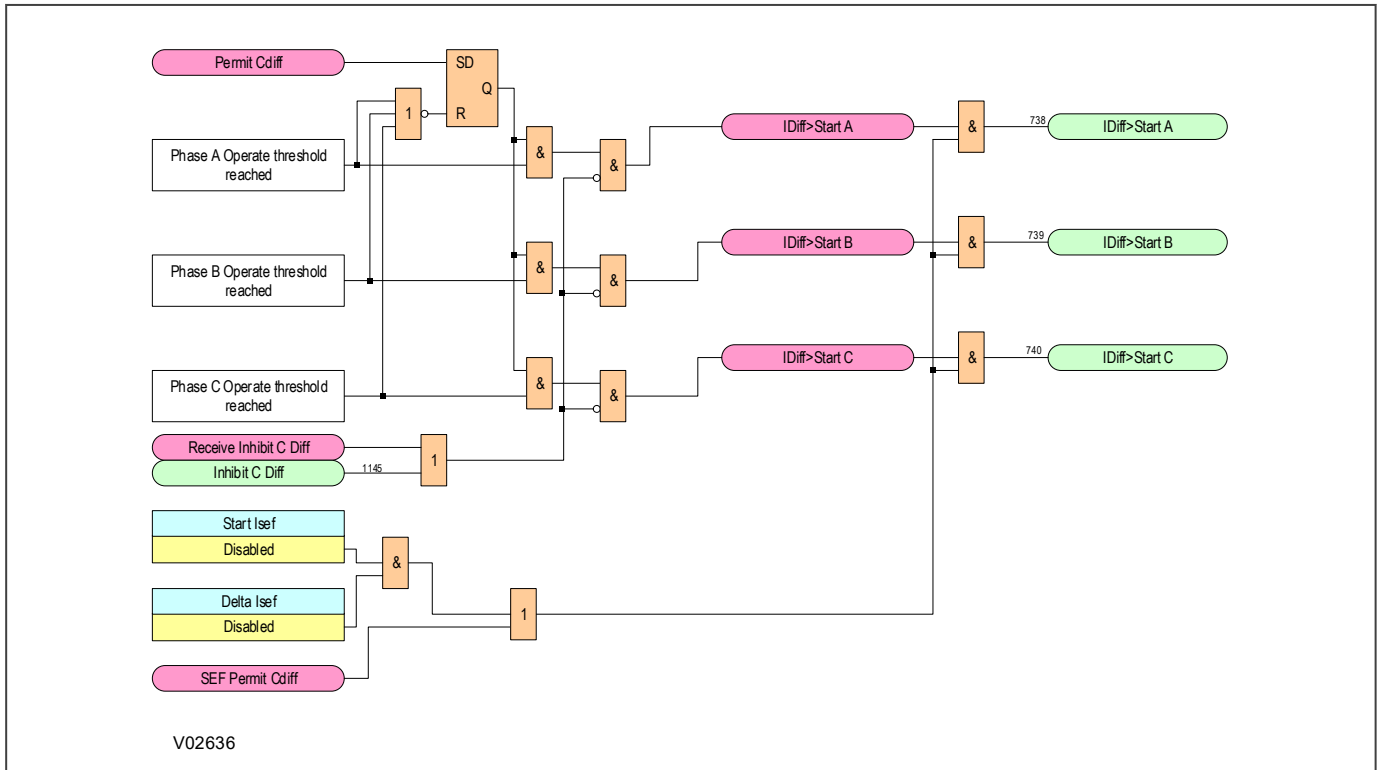 Permit Cdiff
SD
Q
R
1
Phase A Operate threshold
reached
&
&
IDiff>Start A
&
738
IDiff>Start A
Phase B Operate threshold
reached
&
&
IDiff>Start B
&
739
IDiff>Start B
Phase C Operate threshold
reached
&
&
IDiff>Start C
&
740
IDiff>Start C
Receive Inhibit C Diff
Inhibit C Diff
1145
1
Start Isef
Disabled
&
Delta Isef
Disabled
1
SEF Permit Cdiff
V02636